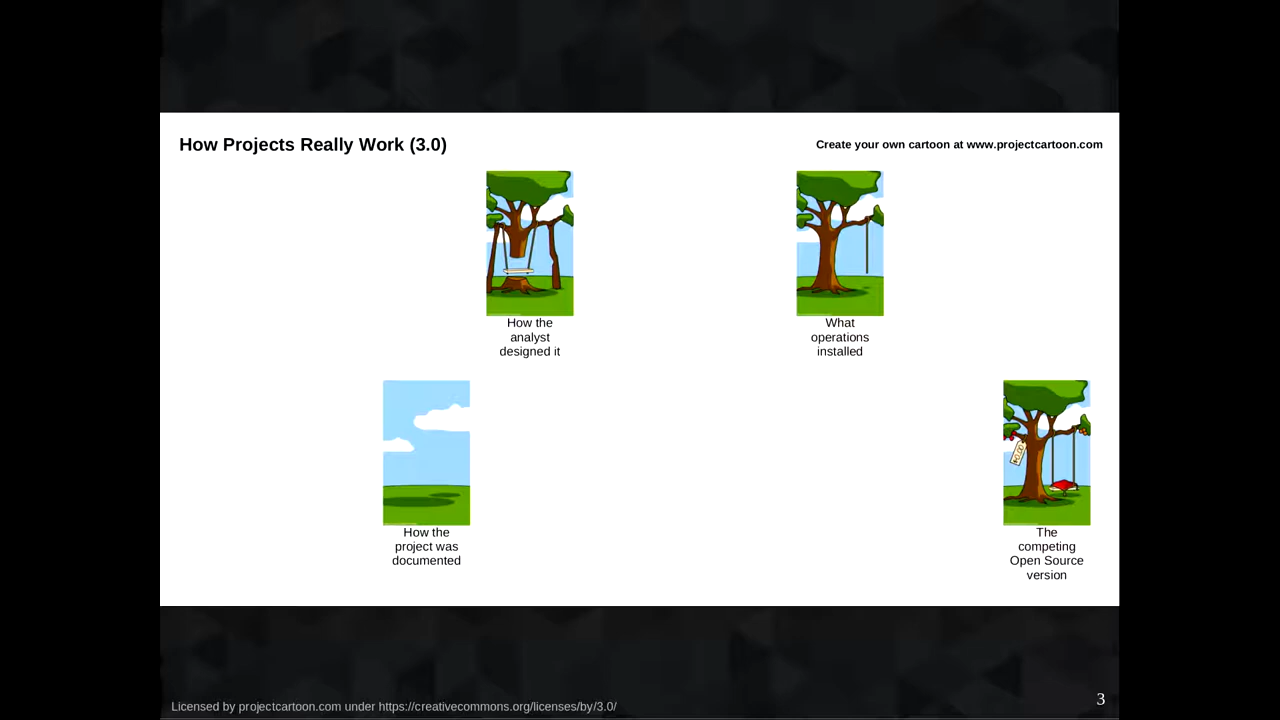 How Projects Really Work (3.0)
Create your own cartoon at www.projectcartoon.com
How the
analyst
designed it
What
operations
installed
How the
project was
documented
The
competing
Open Source
version
Licensed by projectcartoon.com under https://creativecommons.org/licenses/by/3.0/
3